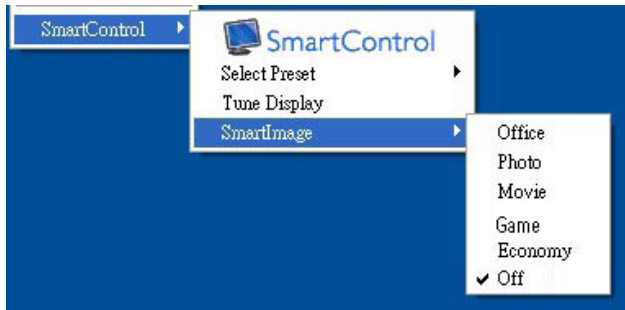 SmartControl
SmartControl
Select Preset
Tune Display
SmartImage
Office
Photo
Movie
Game
Economy
Off